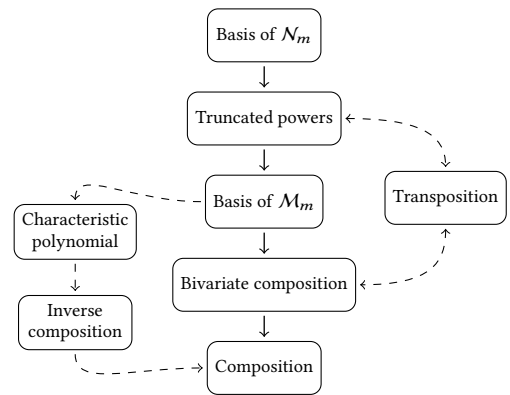 Basis of 𝒩ₘ
Truncated powers
Basis of ℳₘ
Transposition
Characteristic
polynomial
Bivariate composition
Inverse
composition
Composition